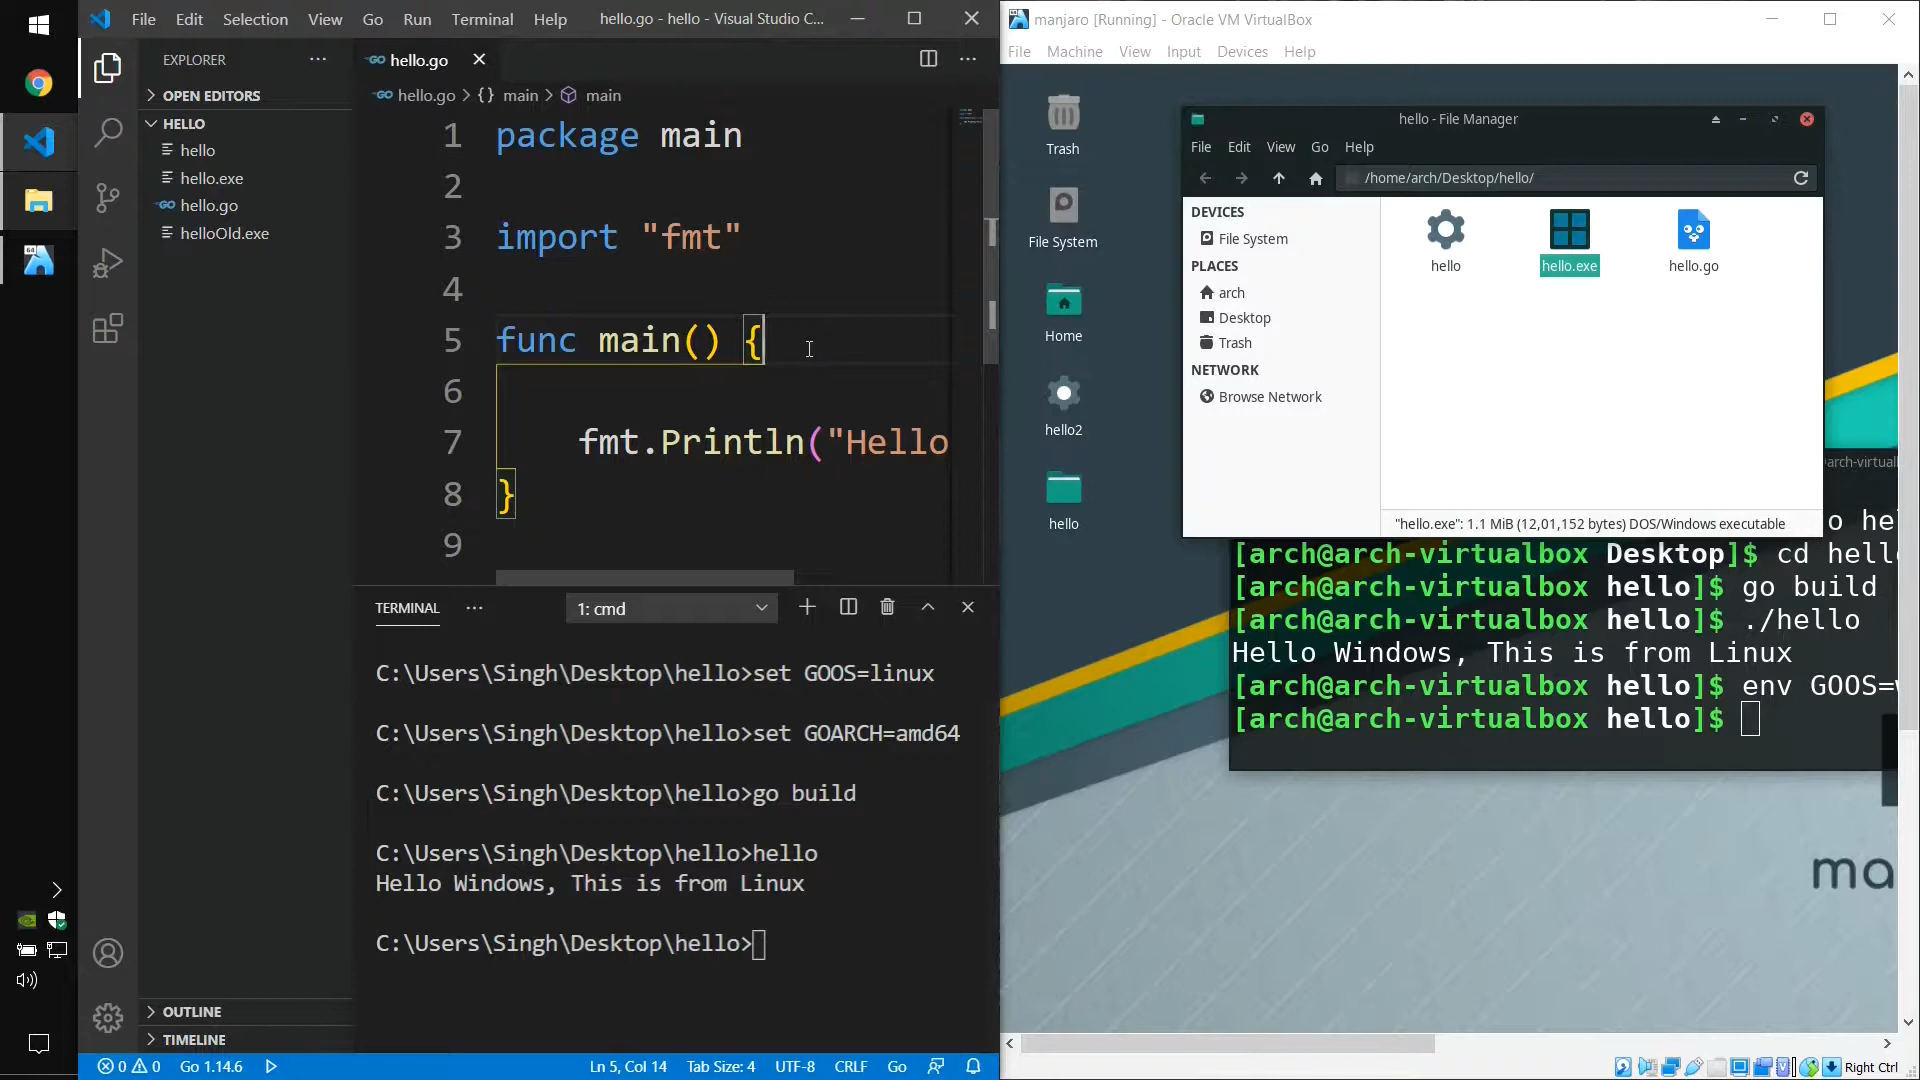 File Edit Selection View Go Run Terminal Help hello.go - hello - Visual Studio C...
EXPLORER
OPEN EDITORS
HELLO
hello
hello.exe
hello.go
helloOld.exe
OUTLINE
TIMELINE
hello.go
hello.go > {} main > main
1 package main
2
3 import "fmt"
4
5 func main() {
6
7 fmt.Println("Hello
8 }
9
TERMINAL
1: cmd
C:\Users\Singh\Desktop\hello>set GOOS=linux
C:\Users\Singh\Desktop\hello>set GOARCH=amd64
C:\Users\Singh\Desktop\hello>go build
C:\Users\Singh\Desktop\hello>hello
Hello Windows, This is from Linux
C:\Users\Singh\Desktop\hello>
0 0 Go 1.14.6 Ln 5, Col 14 Tab Size: 4 UTF-8 CRLF Go
manjaro [Running] - Oracle VM VirtualBox
File Machine View Input Devices Help
Trash
File System
Home
hello2
hello
hello - File Manager
File Edit View Go Help
/home/arch/Desktop/hello/
DEVICES
File System
PLACES
arch
Desktop
Trash
NETWORK
Browse Network
hello
hello.exe
hello.go
"hello.exe": 1.1 MiB (12,01,152 bytes) DOS/Windows executable
@arch-virtual
o he
[arch@arch-virtualbox Desktop]$ cd hell
[arch@arch-virtualbox hello]$ go build
[arch@arch-virtualbox hello]$ ./hello
Hello Windows, This is from Linux
[arch@arch-virtualbox hello]$ env GOOS=
[arch@arch-virtualbox hello]$
ma
Right Ctrl